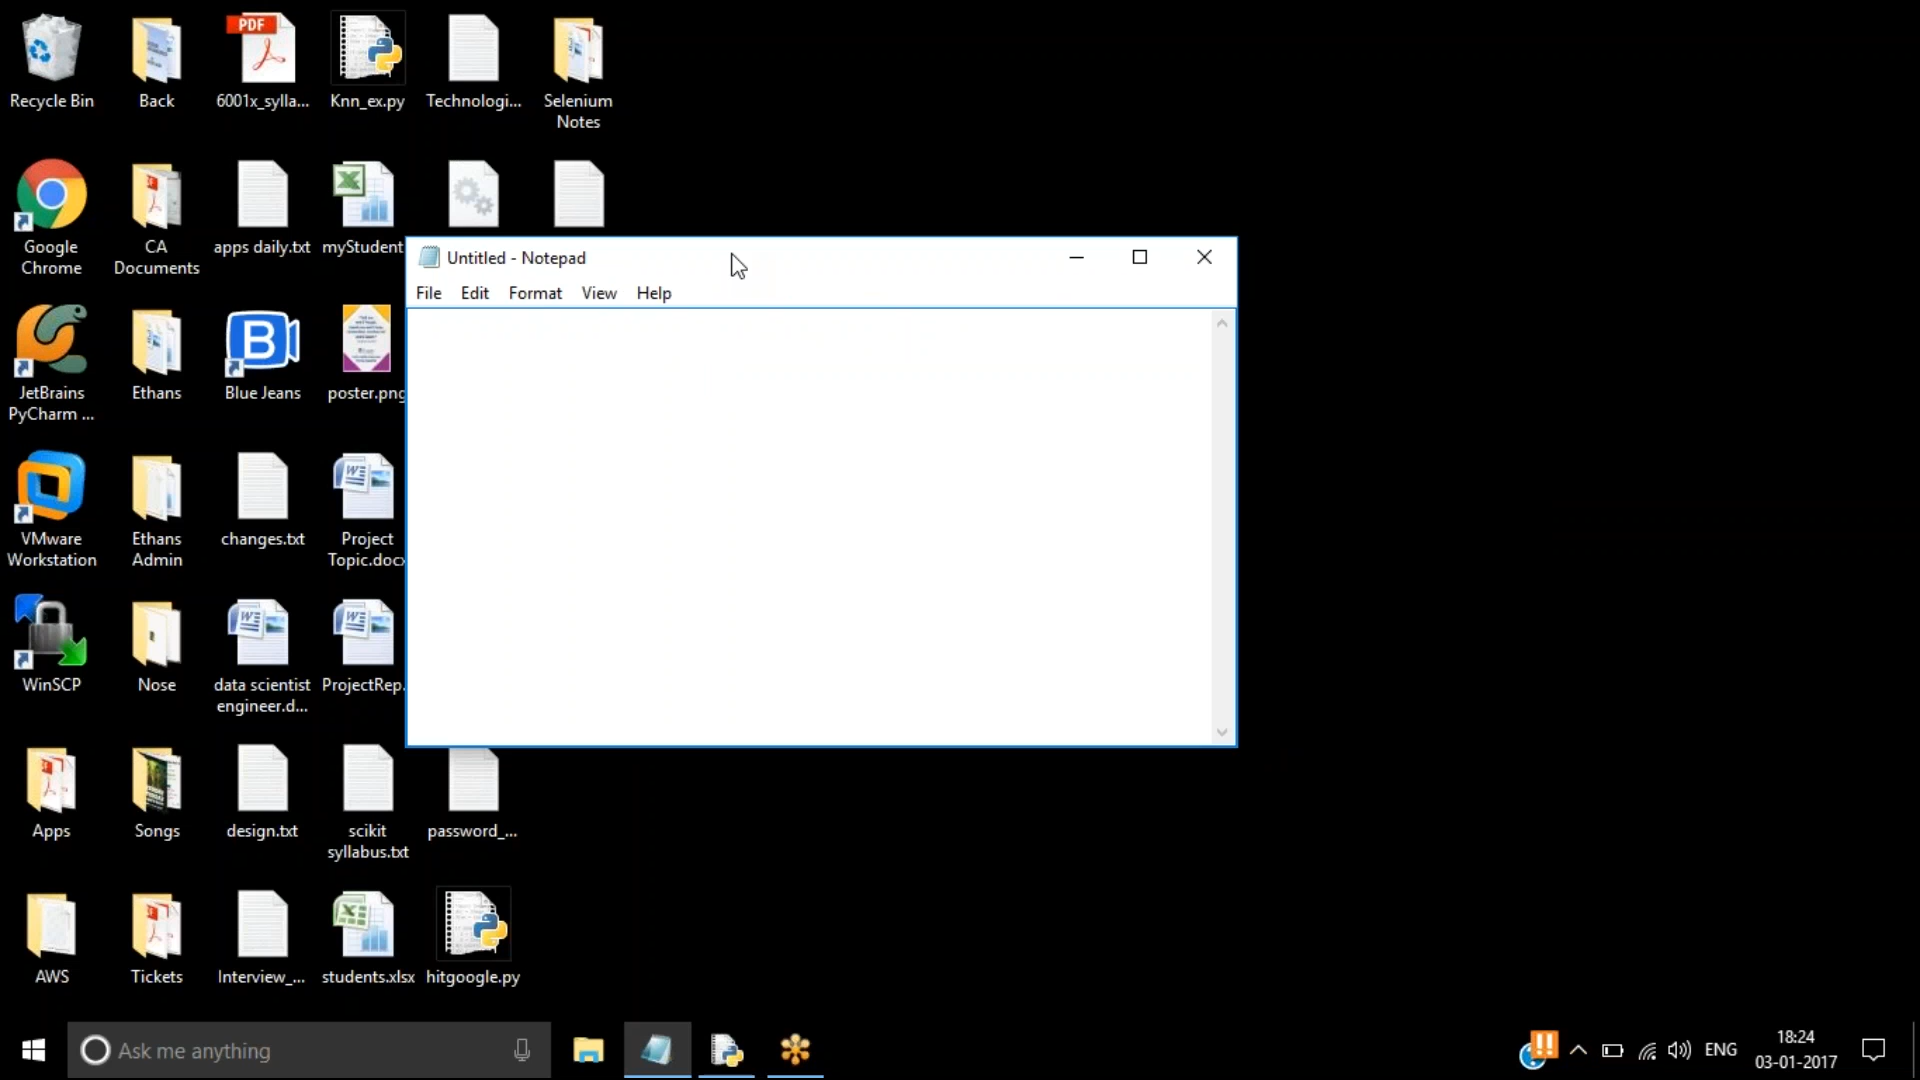 PDF
Recycle Bin
Back
6001x_sylla...
Knn_ex.py
Technologi...
Selenium
Notes
Google
Chrome
CA
Documents
apps daily.txt
myStudent
Untitled - Notepad
File Edit Format View Help
JetBrains
PyCharm ...
Ethans
B
Blue Jeans
poster.png
VMware
Workstation
Ethans
Admin
changes.txt
Project
Topic.docx
WinSCP
Nose
data scientist
engineer.d...
ProjectRep.
Apps
Songs
design.txt
scikit
syllabus.txt
password_...
AWS
Tickets
Interview_...
students.xlsx
hitgoogle.py
Ask me anything
ENG
18:24
03-01-2017